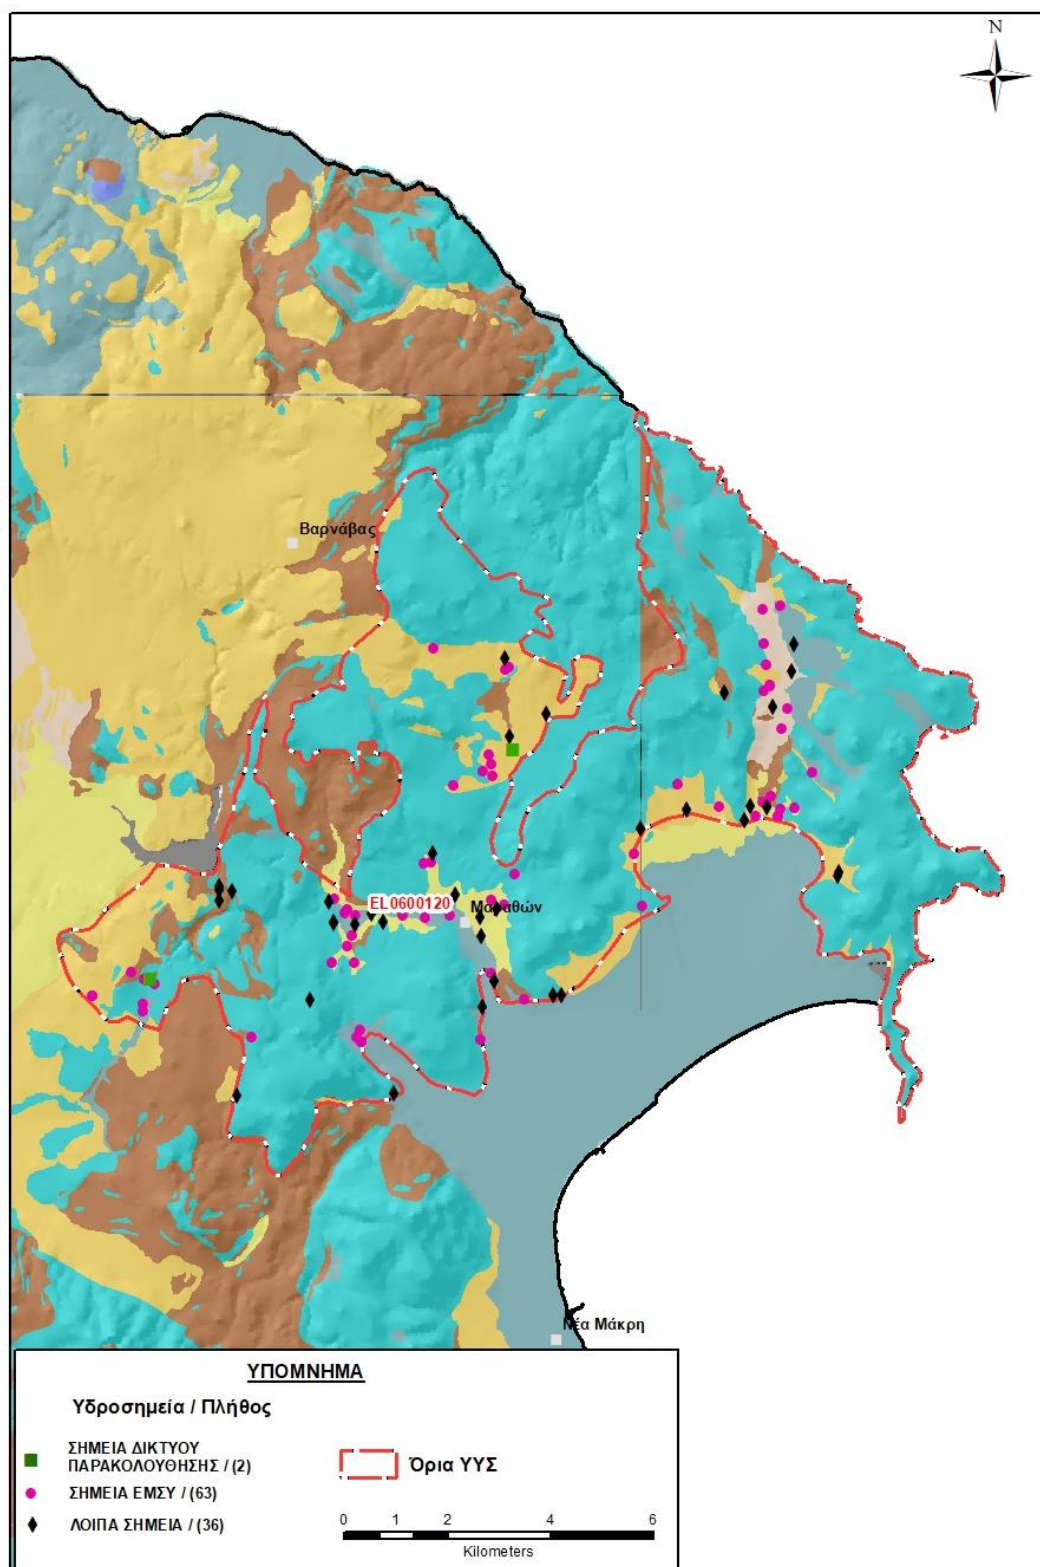 N
Βαρνάβας
EL0600120
Μαραθών
Νέα Μάκρη
ΥΠΟΜΝΗΜΑ
Υδροσημεία / Πλήθος
ΣΗΜΕΙΑ ΔΙΚΤΥΟΥ
ΠΑΡΑΚΟΛΟΥΘΗΣΗΣ / (2)
ΣΗΜΕΙΑ ΕΜΣΥ / (63)
ΛΟΙΠΑ ΣΗΜΕΙΑ / (36)
Όρια ΥΥΣ
0 1 2 4 6
Kilometers